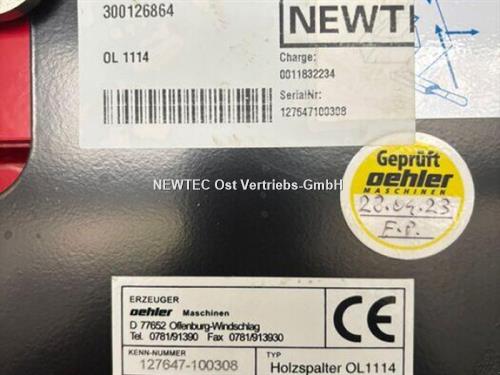 300126864
NEWT
OL 1114
Charge:
0011832234
SerialNr:
127647100308
Geprüft
oehler
MASCHINEN
28.04.23
F.P.
NEWTEC Ost Vertriebs-GmbH
ERZEUGER
oehler Maschinen
D 77652 Offenburg-Windschlag
Tel. 0781/91390 Fax 0781/913930
CE
KENN-NUMMER
127647-100308
TYP
Holzspalter OL1114